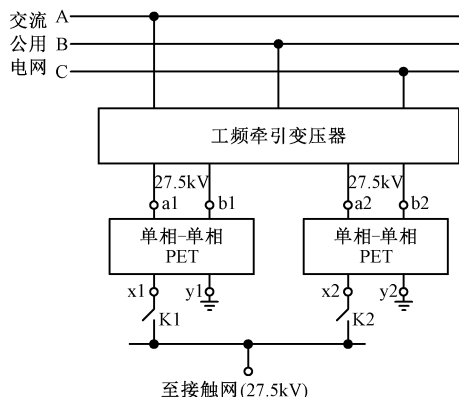 交流 A
公用 B
电网 C
工频牵引变压器
27.5kV 27.5kV
a1 b1 a2 b2
单相-单相 单相-单相
PET PET
x1 y1 x2 y2
K1 K2
至接触网(27.5kV)